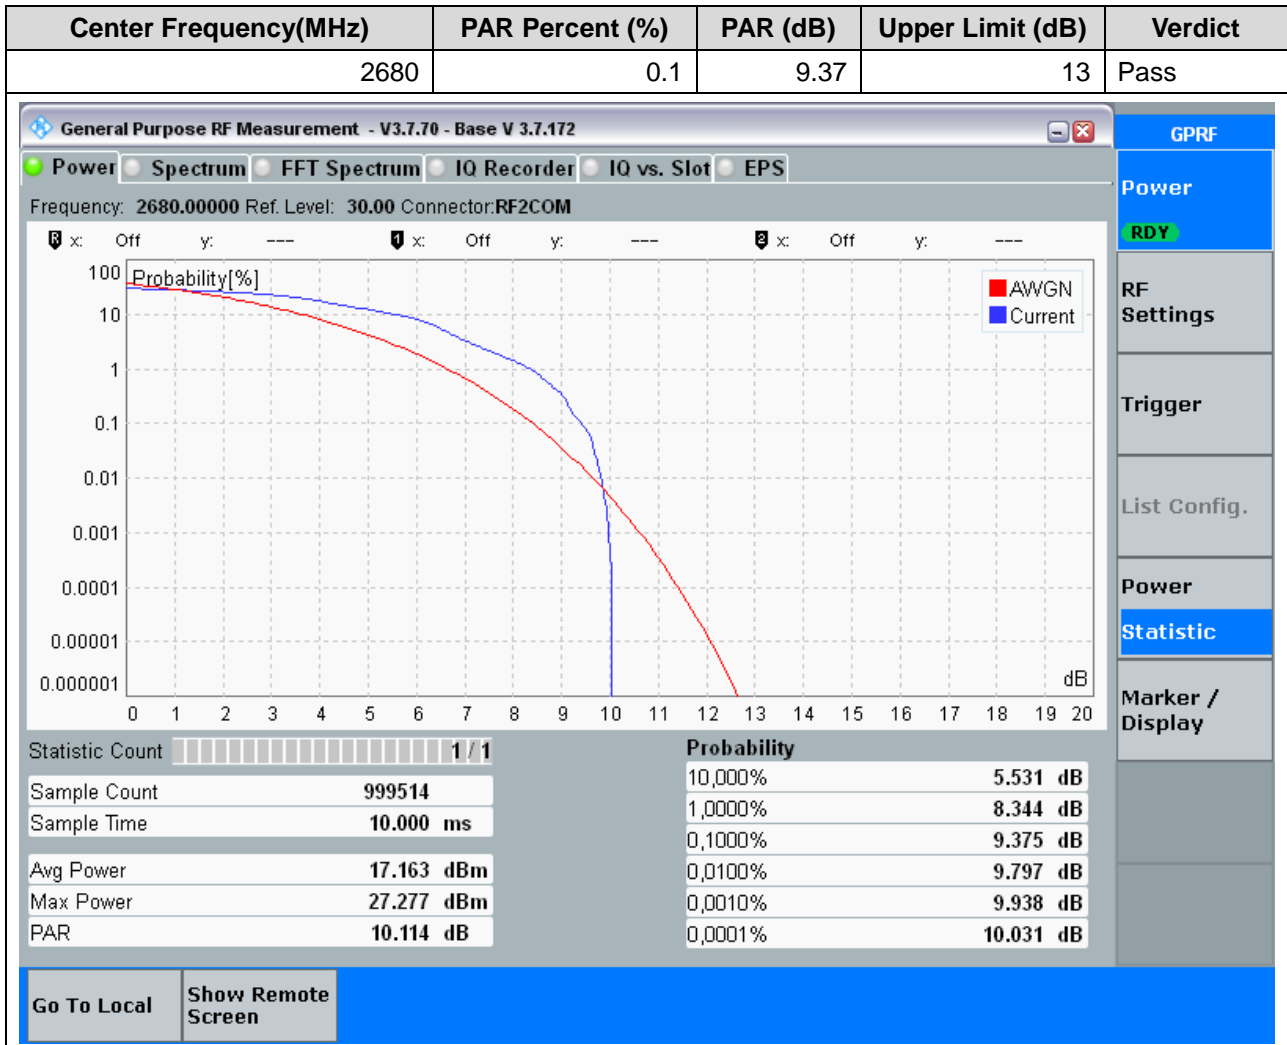 Center Frequency(MHz) PAR Percent (%) PAR (dB) Upper Limit (dB) Verdict
2680 0.1 9.37 13 Pass
General Purpose RF Measurement - V3.7.70 - Base V 3.7.172
GPRF
Power Spectrum FFT Spectrum IQ Recorder IQ vs. Slot EPS
Power
RDY
Frequency: 2680.00000 Ref. Level: 30.00 Connector:RF2COM
R x: Off y: --- 1 x: Off y: --- 2 x: Off y: ---
Probability[%]
AWGN
Current
100
10
1
0.1
0.01
0.001
0.0001
0.00001
0.000001
dB
0 1 2 3 4 5 6 7 8 9 10 11 12 13 14 15 16 17 18 19 20
RF
Settings
Trigger
List Config.
Power
Statistic
Marker /
Display
Statistic Count 1 / 1
Sample Count 999514
Sample Time 10.000 ms
Avg Power 17.163 dBm
Max Power 27.277 dBm
PAR 10.114 dB
Probability
10,000% 5.531 dB
1,0000% 8.344 dB
0,1000% 9.375 dB
0,0100% 9.797 dB
0,0010% 9.938 dB
0,0001% 10.031 dB
Go To Local
Show Remote
Screen